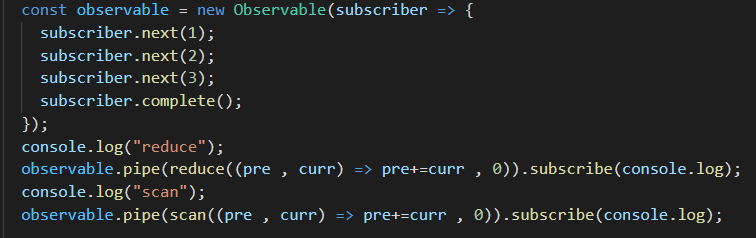 const observable = new Observable(subscriber => {
  subscriber.next(1);
  subscriber.next(2);
  subscriber.next(3);
  subscriber.complete();
});
console.log("reduce");
observable.pipe(reduce((pre , curr) => pre+=curr , 0)).subscribe(console.log);
console.log("scan");
observable.pipe(scan((pre , curr) => pre+=curr , 0)).subscribe(console.log);